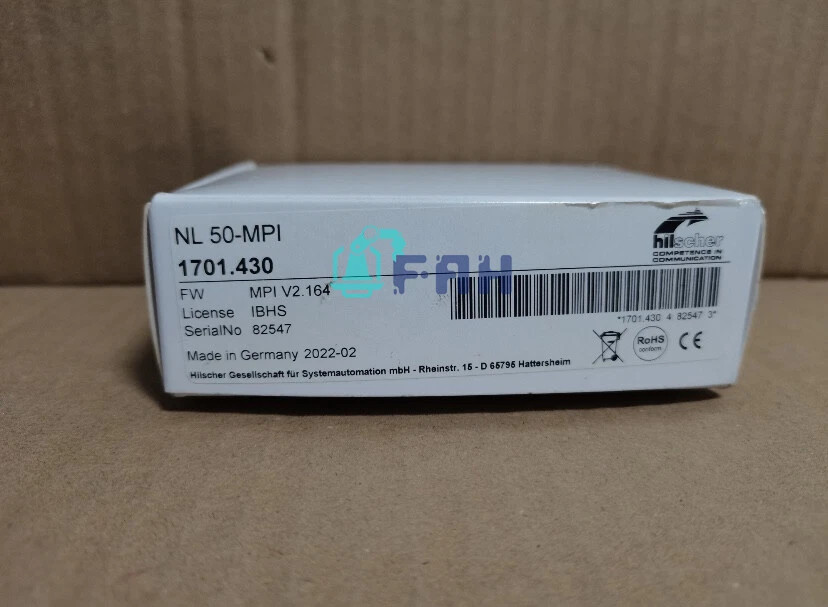 NL 50-MPI
1701.430
FW MPI V2.164
License IBHS
SerialNo 82547
Made in Germany 2022-02
Hilscher Gesellschaft für Systemautomation mbH - Rheinstr. 15 - D 65795 Hattersheim
hilscher
COMPETENCE IN
COMMUNICATION
*1701.430 4 82547 3*
RoHS
conform
CE
FAH